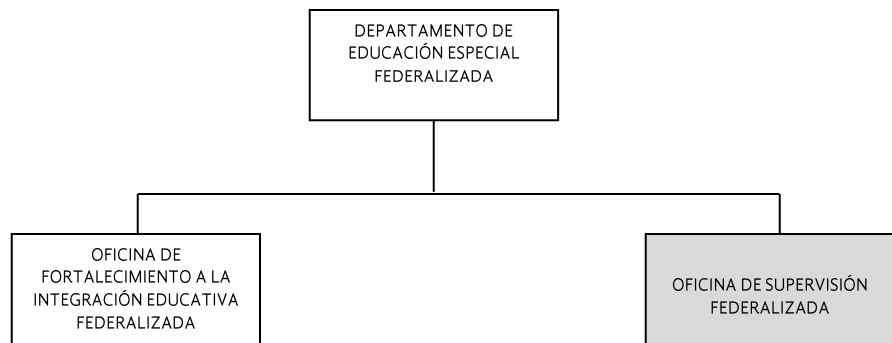 DEPARTAMENTO DE
EDUCACIÓN ESPECIAL
FEDERALIZADA
OFICINA DE
FORTALECIMIENTO A LA
INTEGRACIÓN EDUCATIVA
FEDERALIZADA
OFICINA DE SUPERVISIÓN
FEDERALIZADA